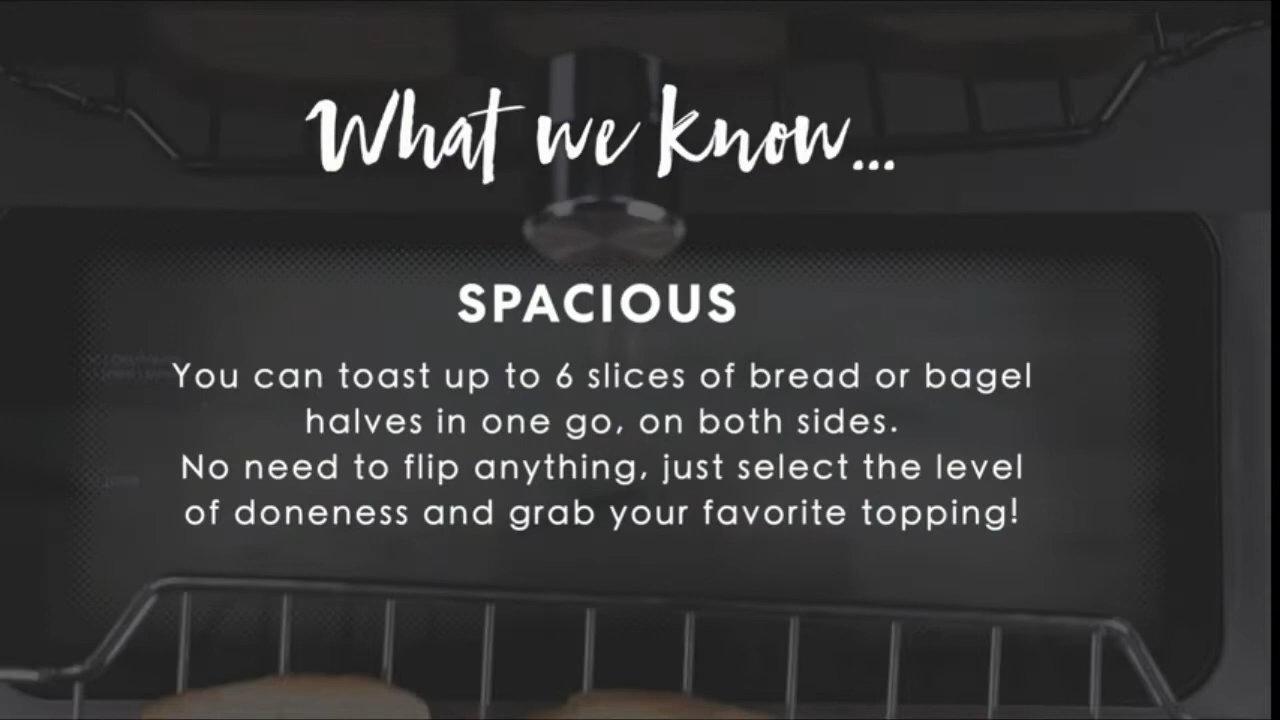 What we know...
SPACIOUS
You can toast up to 6 slices of bread or bagel
halves in one go, on both sides.
No need to flip anything, just select the level
of doneness and grab your favorite topping!